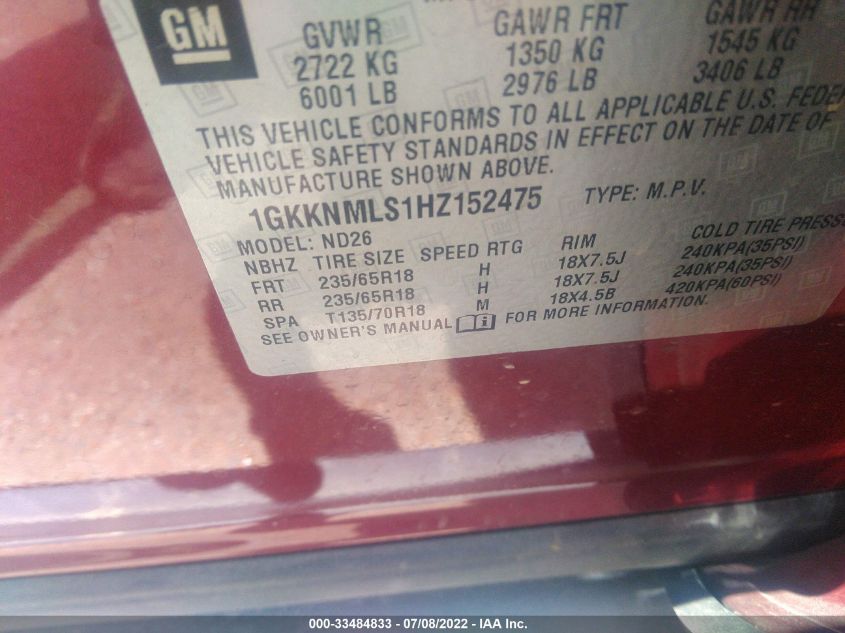 GM
GVWR GAWR FRT GAWR RR
2722 KG 1350 KG 1545 KG
6001 LB 2976 LB 3406 LB
THIS VEHICLE CONFORMS TO ALL APPLICABLE U.S. FEDER
VEHICLE SAFETY STANDARDS IN EFFECT ON THE DATE OF
MANUFACTURE SHOWN ABOVE.
1GKKNMLS1HZ152475 TYPE: M.P.V.
MODEL: ND26
NBHZ TIRE SIZE SPEED RTG RIM COLD TIRE PRESSU
FRT 235/65R18 H 18X7.5J 240KPA(35PSI)
RR 235/65R18 H 18X7.5J 240KPA(35PSI)
SPA T135/70R18 M 18X4.5B 420KPA(60PSI)
SEE OWNER'S MANUAL FOR MORE INFORMATION.
000-33484833 - 07/08/2022 - IAA Inc.